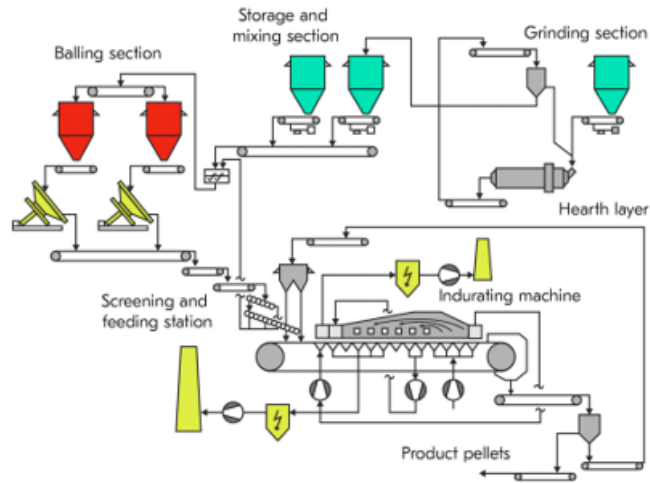 Storage and
mixing section
Grinding section
Balling section
Hearth layer
Screening and
feeding station
Indurating machine
Product pellets